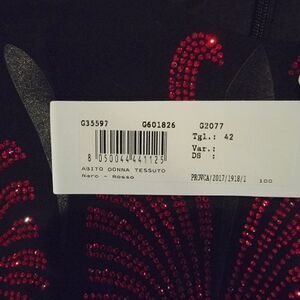 G35597 G601826 G2077
Tgl.: 42
Var.:
DS :
8 050044 441125
ABITO DONNA TESSUTO
Nero - Rosso
PROVCA/2017/1918/1 100